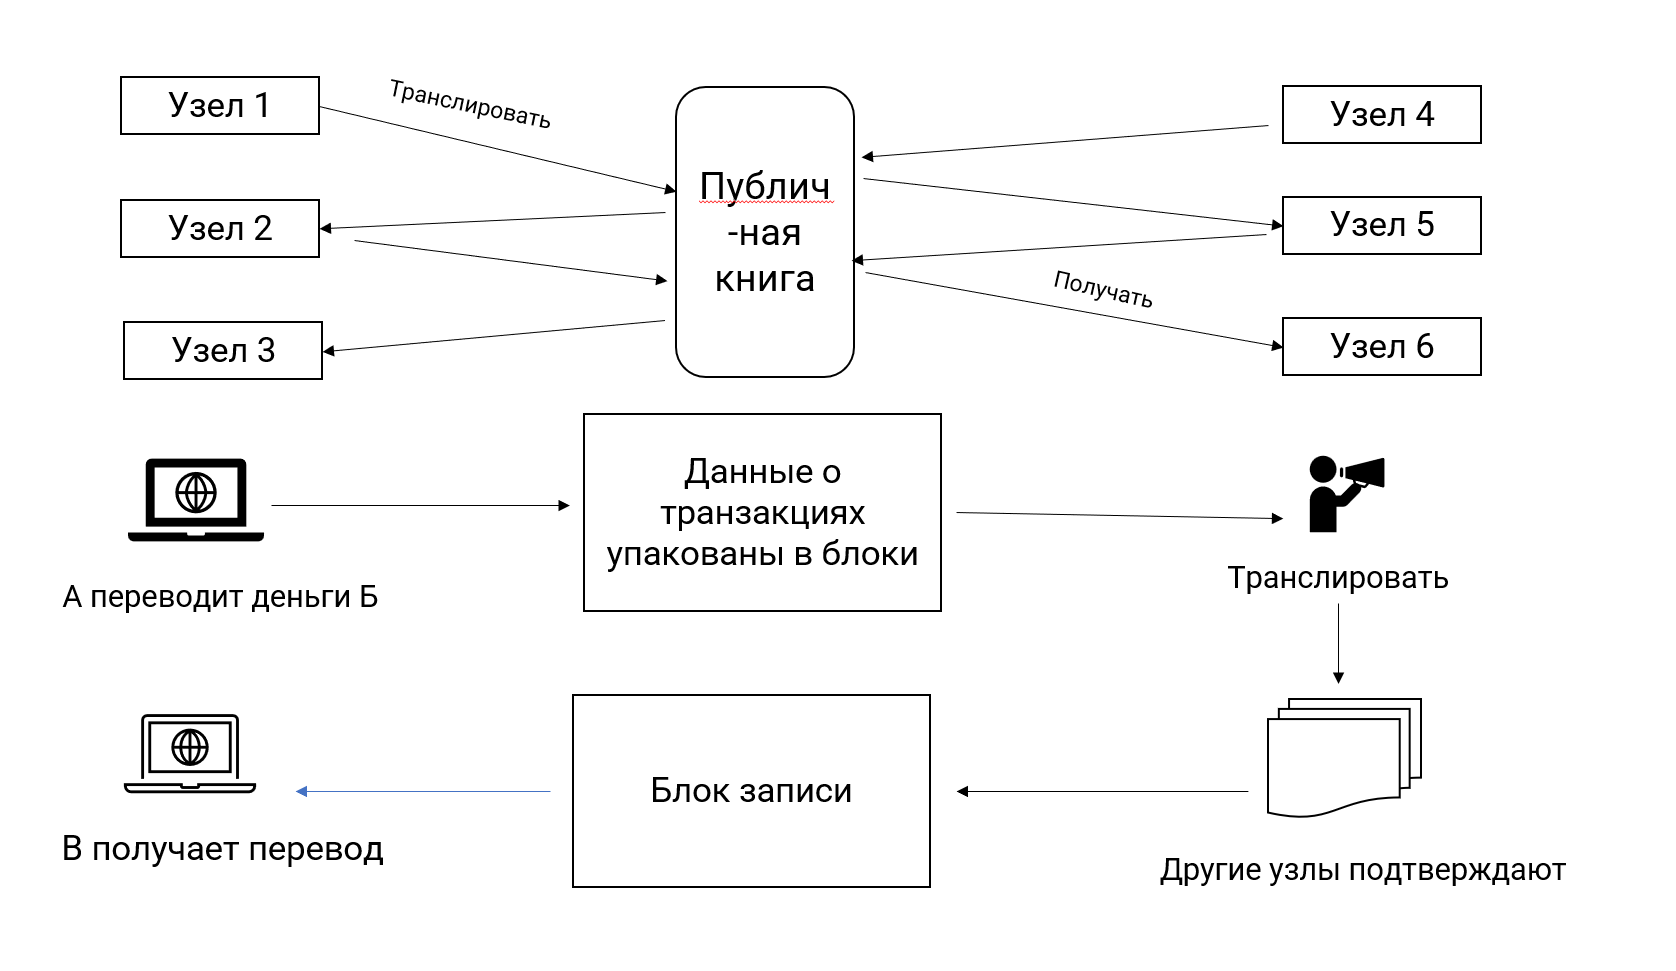 Узел 1
Транслировать
Узел 4
Публич
-ная
книга
Узел 2
Узел 5
Получать
Узел 3
Узел 6
Данные о
транзакциях
упакованы в блоки
А переводит деньги Б
Транслировать
Блок записи
В получает перевод
Другие узлы подтверждают